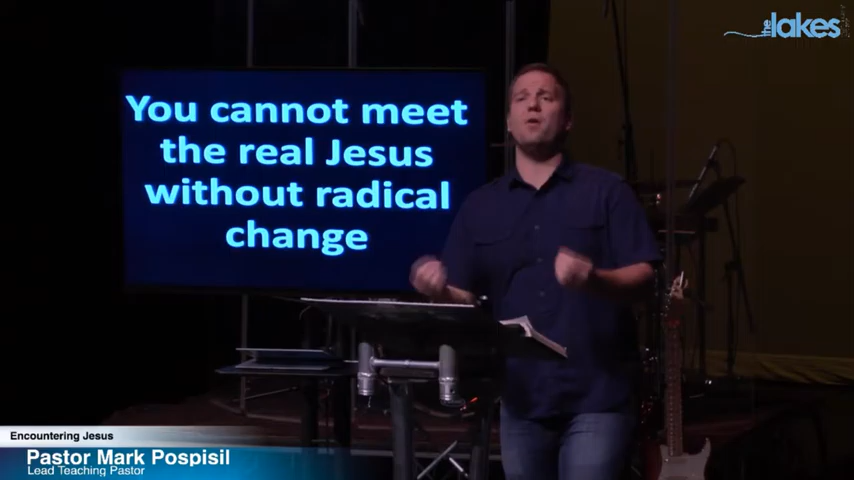 the lakes
You cannot meet
the real Jesus
without radical
change
Encountering Jesus
Pastor Mark Pospisil
Lead Teaching Pastor